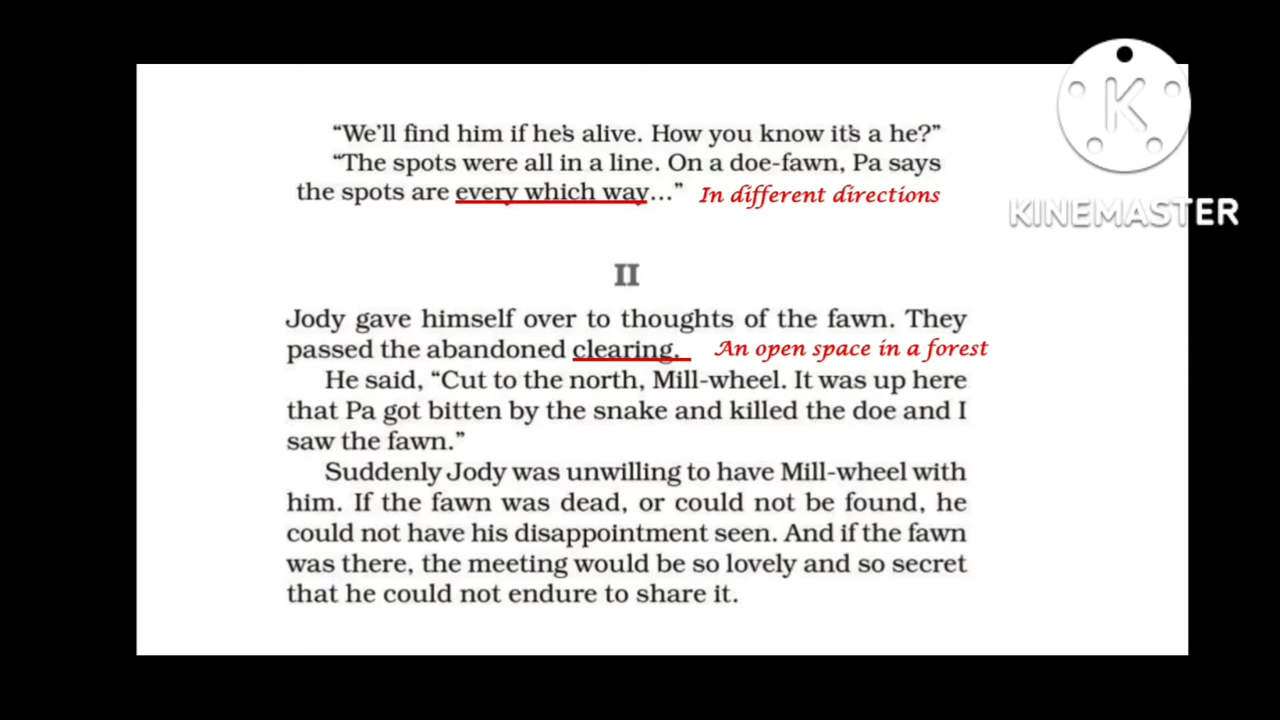 “We’ll find him if he’s alive. How you know it’s a he?”
“The spots were all in a line. On a doe-fawn, Pa says
the spots are every which way...” In different directions
KINEMASTER
II
Jody gave himself over to thoughts of the fawn. They
passed the abandoned clearing. An open space in a forest
He said, “Cut to the north, Mill-wheel. It was up here
that Pa got bitten by the snake and killed the doe and I
saw the fawn.”
Suddenly Jody was unwilling to have Mill-wheel with
him. If the fawn was dead, or could not be found, he
could not have his disappointment seen. And if the fawn
was there, the meeting would be so lovely and so secret
that he could not endure to share it.